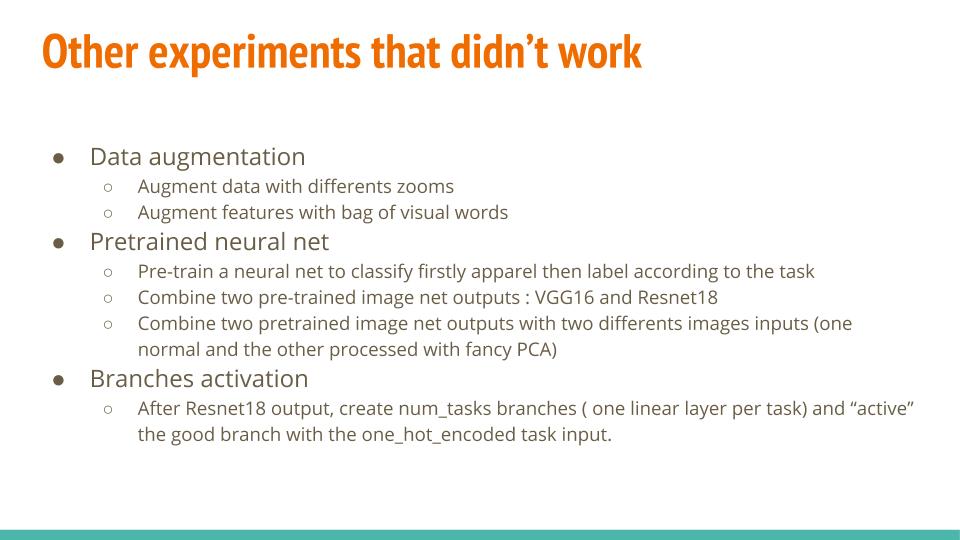 Other experiments that didn’t work
● Data augmentation
○ Augment data with differents zooms
○ Augment features with bag of visual words
● Pretrained neural net
○ Pre-train a neural net to classify firstly apparel then label according to the task
○ Combine two pre-trained image net outputs : VGG16 and Resnet18
○ Combine two pretrained image net outputs with two differents images inputs (one
normal and the other processed with fancy PCA)
● Branches activation
○ After Resnet18 output, create num_tasks branches ( one linear layer per task) and “active”
the good branch with the one_hot_encoded task input.